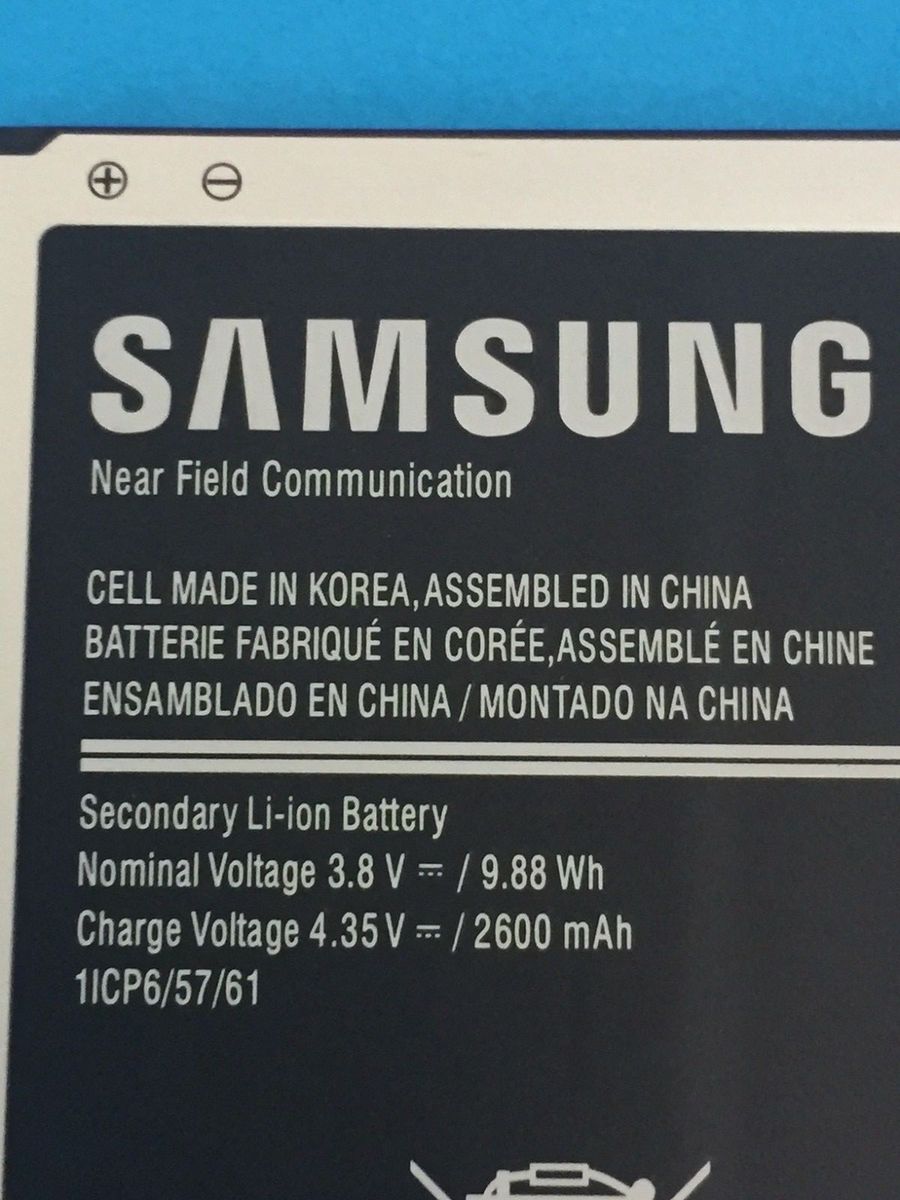 ⊕ ⊖
SAMSUNG
Near Field Communication
CELL MADE IN KOREA,ASSEMBLED IN CHINA
BATTERIE FABRIQUÉ EN CORÉE,ASSEMBLÉ EN CHINE
ENSAMBLADO EN CHINA / MONTADO NA CHINA
Secondary Li-ion Battery
Nominal Voltage 3.8 V ⎓ / 9.88 Wh
Charge Voltage 4.35 V ⎓ / 2600 mAh
1ICP6/57/61